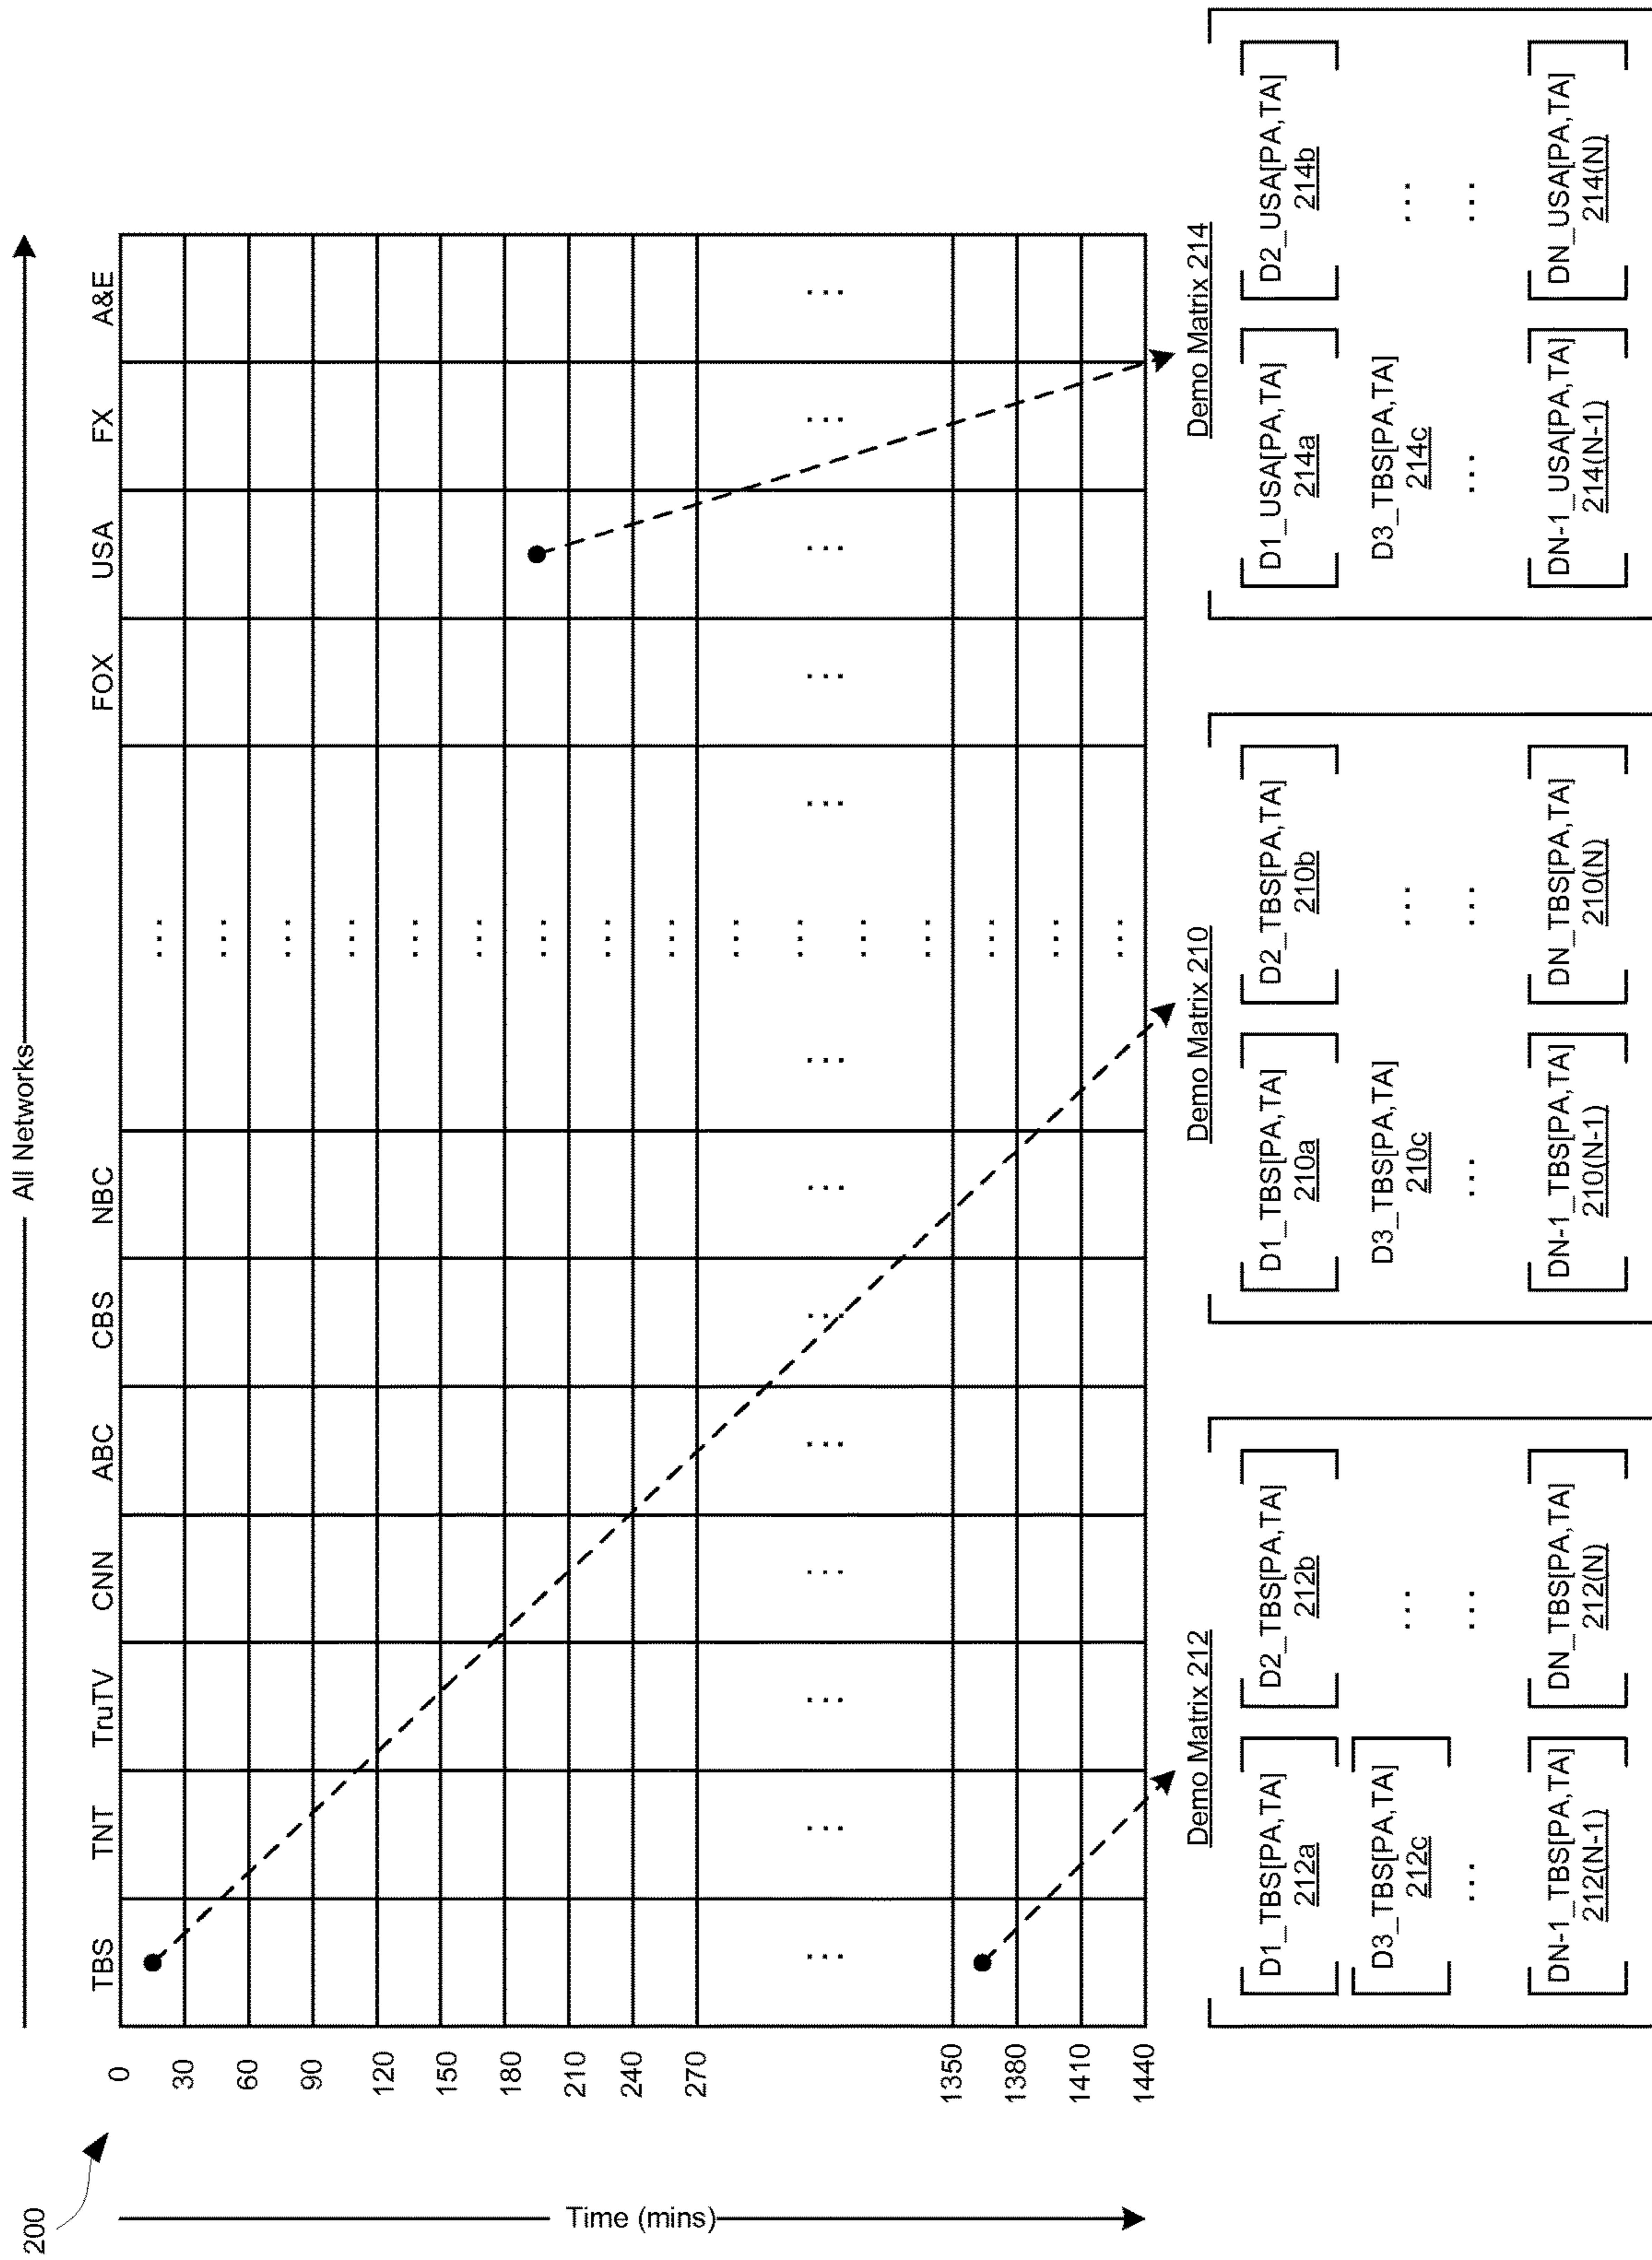 200
All Networks
TBS TNT TruTV CNN ABC CBS NBC ... FOX USA FX A&E
Time (mins)
0
...
30
...
60
...
90
...
120
...
150
...
180
...
210
...
240
...
270
...
... ... ... ... ... ... ... ... ... ... ... ... ...
...
...
1350
...
1380
...
1410
...
1440
Demo Matrix 212
D1_TBS[PA,TA] D2_TBS[PA,TA]
212a 212b
D3_TBS[PA,TA] ...
212c
... ...
DN-1_TBS[PA,TA] DN_TBS[PA,TA]
212(N-1) 212(N)
Demo Matrix 210
D1_TBS[PA,TA] D2_TBS[PA,TA]
210a 210b
D3_TBS[PA,TA] ...
210c
... ...
DN-1_TBS[PA,TA] DN_TBS[PA,TA]
210(N-1) 210(N)
Demo Matrix 214
D1_USA[PA,TA] D2_USA[PA,TA]
214a 214b
D3_TBS[PA,TA] ...
214c
... ...
DN-1_USA[PA,TA] DN_USA[PA,TA]
214(N-1) 214(N)